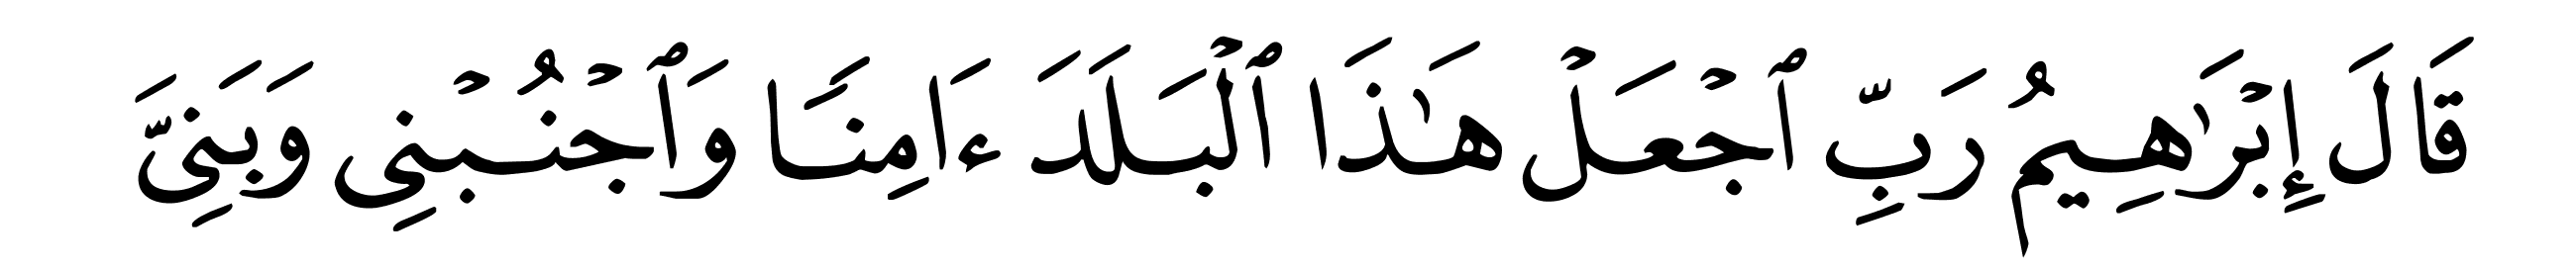 قَالَ إِبْرَٰهِيمُ رَبِّ ٱجْعَلْ هَٰذَا ٱلْبَلَدَ ءَامِنَّا وَٱجْنُبْنِي وَبَنِيَّ